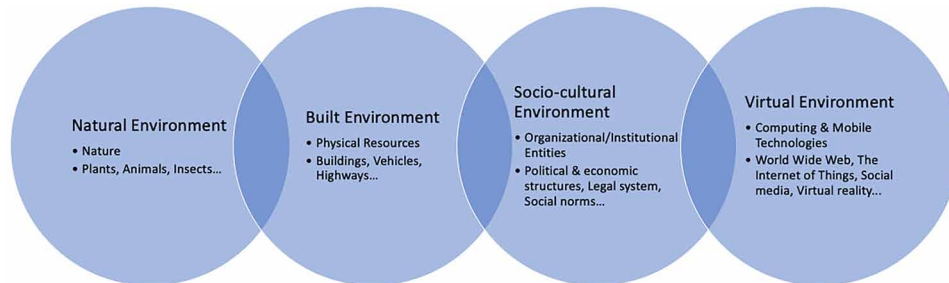 Natural Environment
• Nature
• Plants, Animals, Insects...
Built Environment
• Physical Resources
• Buildings, Vehicles,
Highways...
Socio-cultural
Environment
• Organizational/Institutional
Entities
• Political & economic
structures, Legal system,
Social norms...
Virtual Environment
• Computing & Mobile
Technologies
• World Wide Web, The
Internet of Things, Social
media, Virtual reality...